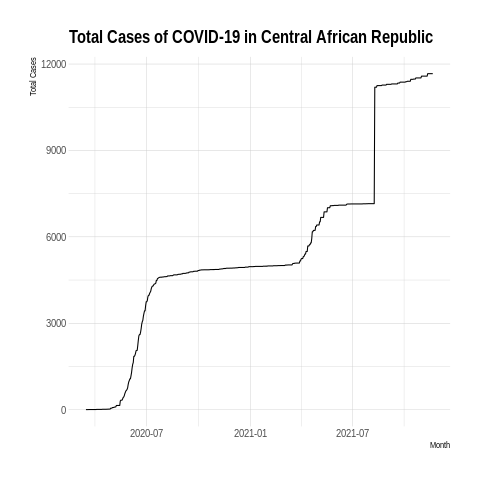 Total Cases of COVID-19 in Central African Republic
Total Cases
12000
9000
6000
3000
0
2020-07
2021-01
2021-07
Month